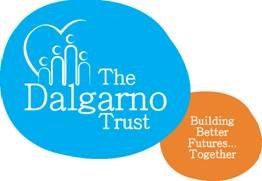 The
Dalgarno
Trust
Building
Better
Futures...
Together